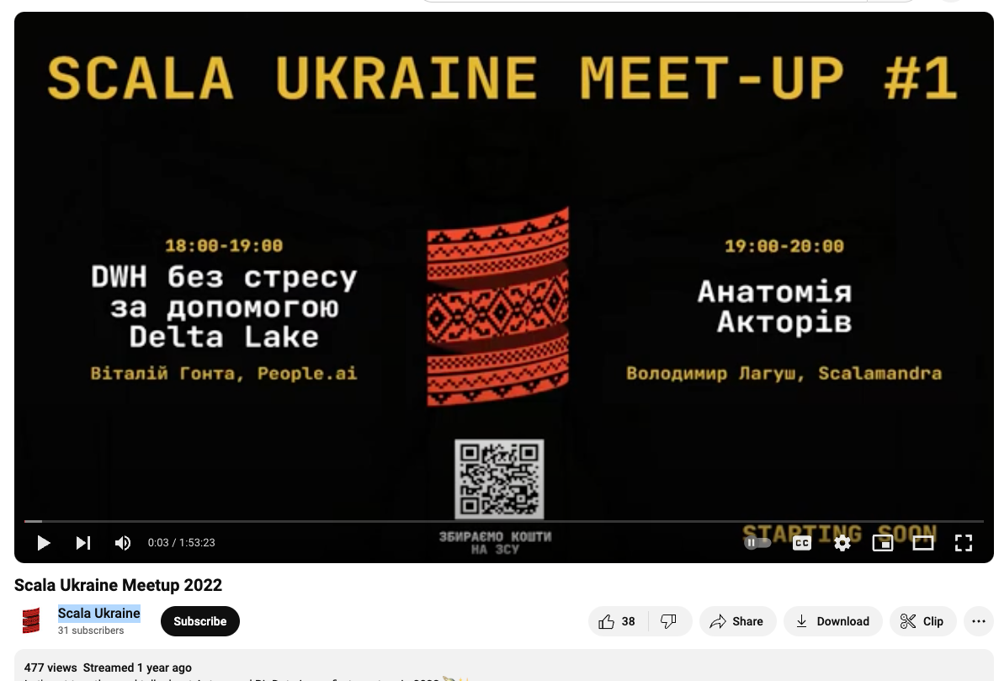 SCALA UKRAINE MEET-UP #1
18:00-19:00
DWH без стресу
за допомогою
Delta Lake
Віталій Гонта, People.ai
19:00-20:00
Анатомія
Акторів
Володимир Лагуш, Scalamandra
ЗБИРАЄМО КОШТИ
НА ЗСУ
STARTING SOON
0:03 / 1:53:23
CC
Scala Ukraine Meetup 2022
Scala Ukraine
31 subscribers
Subscribe
38
Share
Download
Clip
477 views Streamed 1 year ago